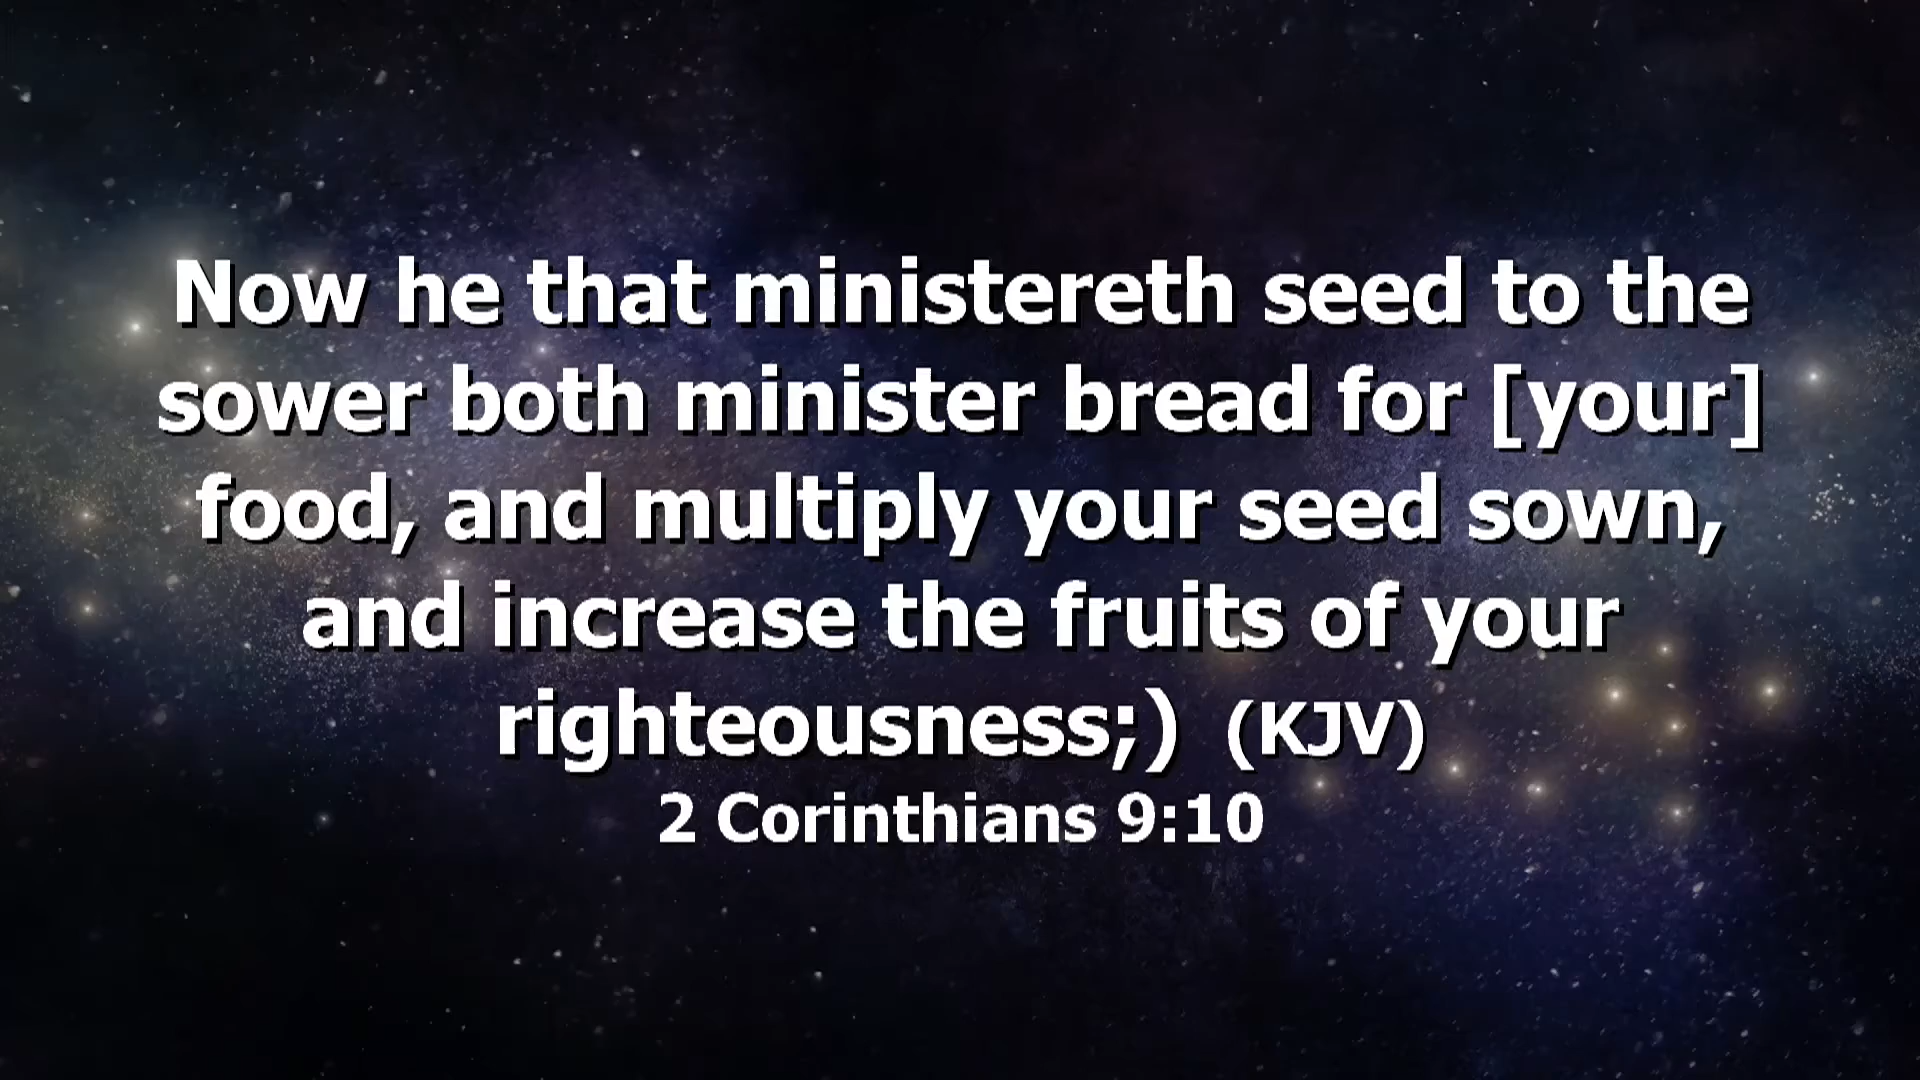 Now he that ministereth seed to the
sower both minister bread for [your]
food, and multiply your seed sown,
and increase the fruits of your
righteousness;) (KJV)
2 Corinthians 9:10